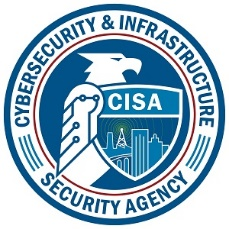 CYBERSECURITY & INFRASTRUCTURE
CISA
SECURITY AGENCY